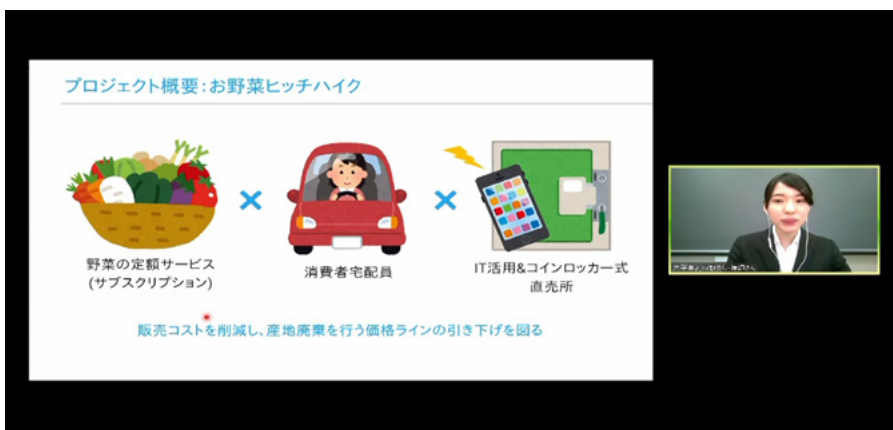 プロジェクト概要：お野菜ヒッチハイク
野菜の定額サービス
(サブスクリプション)
消費者宅配員
IT活用&コインロッカー式
直売所
販売コストを削減し、産地廃棄を行う価格ラインの引き下げを図る